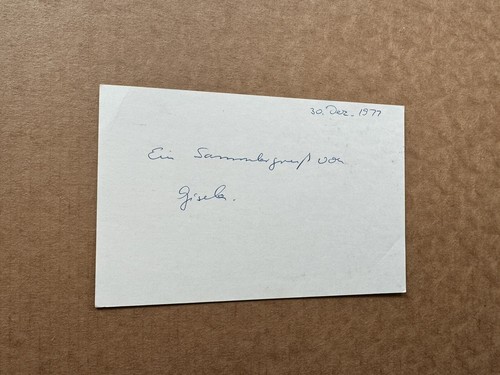 30. Dez. 1977
Ein Sammlergruß von
Gisela.